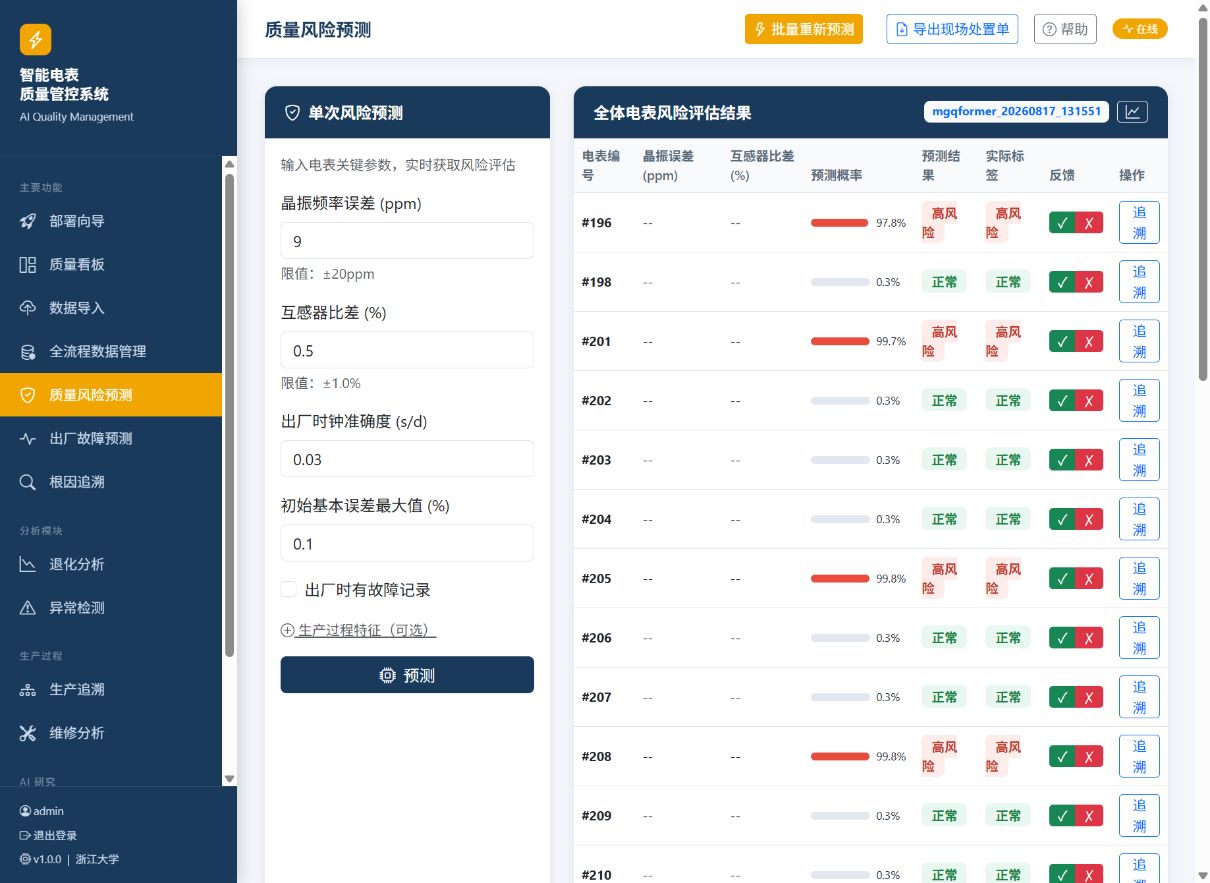 智能电表
质量管控系统
AI Quality Management
主要功能
部署向导
质量看板
数据导入
全流程数据管理
质量风险预测
出厂故障预测
根因追溯
分析模块
退化分析
异常检测
生产过程
生产追溯
维修分析
AI 研究
admin
退出登录
v1.0.0 | 浙江大学
质量风险预测
批量重新预测
导出现场处置单
帮助
在线
单次风险预测
输入电表关键参数，实时获取风险评估
晶振频率误差 (ppm)
9
限值：±20ppm
互感器比差 (%)
0.5
限值：±1.0%
出厂时钟准确度 (s/d)
0.03
初始基本误差最大值 (%)
0.1
出厂时有故障记录
生产过程特征（可选）
预测
全体电表风险评估结果
mgqformer_20260817_131551
电表编号 晶振误差 (ppm) 互感器比差 (%) 预测概率 预测结果 实际标签 反馈 操作
#196 -- -- 97.8% 高风险 高风险 ✓ ✗ 追溯
#198 -- -- 0.3% 正常 正常 ✓ ✗ 追溯
#201 -- -- 99.7% 高风险 高风险 ✓ ✗ 追溯
#202 -- -- 0.3% 正常 正常 ✓ ✗ 追溯
#203 -- -- 0.3% 正常 正常 ✓ ✗ 追溯
#204 -- -- 0.3% 正常 正常 ✓ ✗ 追溯
#205 -- -- 99.8% 高风险 高风险 ✓ ✗ 追溯
#206 -- -- 0.3% 正常 正常 ✓ ✗ 追溯
#207 -- -- 0.3% 正常 正常 ✓ ✗ 追溯
#208 -- -- 99.8% 高风险 高风险 ✓ ✗ 追溯
#209 -- -- 0.3% 正常 正常 ✓ ✗ 追溯
#210 -- -- 0.3% 正常 正常 ✓ ✗ 追溯